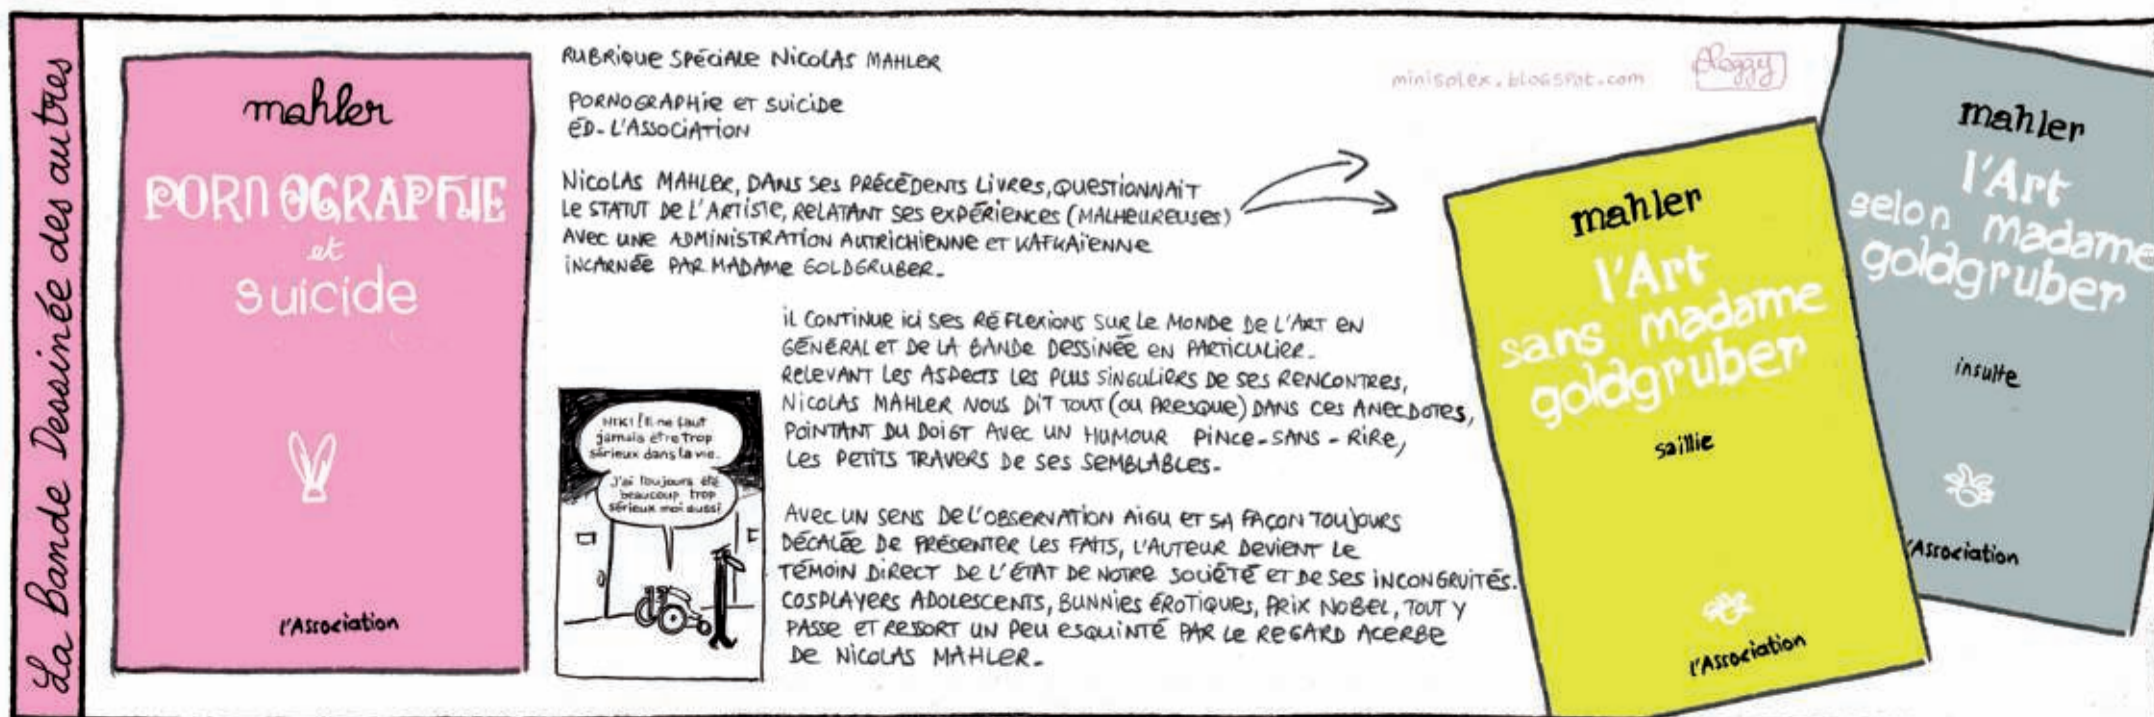 La Bande Dessinée des autres
mahler
PORNOGRAPHIE
et
suicide
l'Association
RUBRIQUE SPÉCIALE NICOLAS MAHLER
PORNOGRAPHIE ET SUICIDE
ÉD. L'ASSOCIATION
NICOLAS MAHLER, DANS SES PRÉCÉDENTS LIVRES, QUESTIONNAIT
LE STATUT DE L'ARTISTE, RELATANT SES EXPÉRIENCES (MALHEUREUSES)
AVEC UNE ADMINISTRATION AUTRICHIENNE ET KAFKAÏENNE
INCARNÉE PAR MADAME GOLDGRUBER.
IL CONTINUE ICI SES RÉFLEXIONS SUR LE MONDE DE L'ART EN
GÉNÉRAL ET DE LA BANDE DESSINÉE EN PARTICULIER.
RELEVANT LES ASPECTS LES PLUS SINGULIERS DE SES RENCONTRES,
NICOLAS MAHLER NOUS DIT TOUT (OU PRESQUE) DANS CES ANECDOTES,
POINTANT DU DOIGT AVEC UN HUMOUR PINCE-SANS-RIRE,
LES PETITS TRAVERS DE SES SEMBLABLES.
NIKI! Il ne faut
jamais être trop
sérieux dans la vie.
J'ai toujours été
beaucoup trop
sérieux moi aussi
AVEC UN SENS DE L'OBSERVATION AIGU ET SA FAÇON TOUJOURS
DÉCALÉE DE PRÉSENTER LES FAITS, L'AUTEUR DEVIENT LE
TÉMOIN DIRECT DE L'ÉTAT DE NOTRE SOCIÉTÉ ET DE SES INCONGRUITÉS.
COSPLAYERS ADOLESCENTS, BUNNIES ÉROTIQUES, PRIX NOBEL, TOUT Y
PASSE ET RESSORT UN PEU ESQUINTÉ PAR LE REGARD ACERBE
DE NICOLAS MAHLER.
minisplex.blogspot.com
mahler
l'Art
sans madame
goldgruber
saillie
l'Association
mahler
l'Art
selon madame
goldgruber
insulte
l'Association